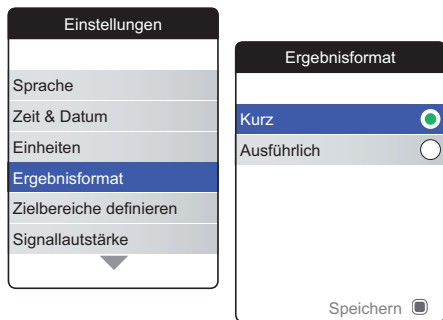 Einstellungen
Sprache
Zeit & Datum
Einheiten
Ergebnisformat
Zielbereiche definieren
Signallautstärke
Ergebnisformat
Kurz
Ausführlich
Speichern